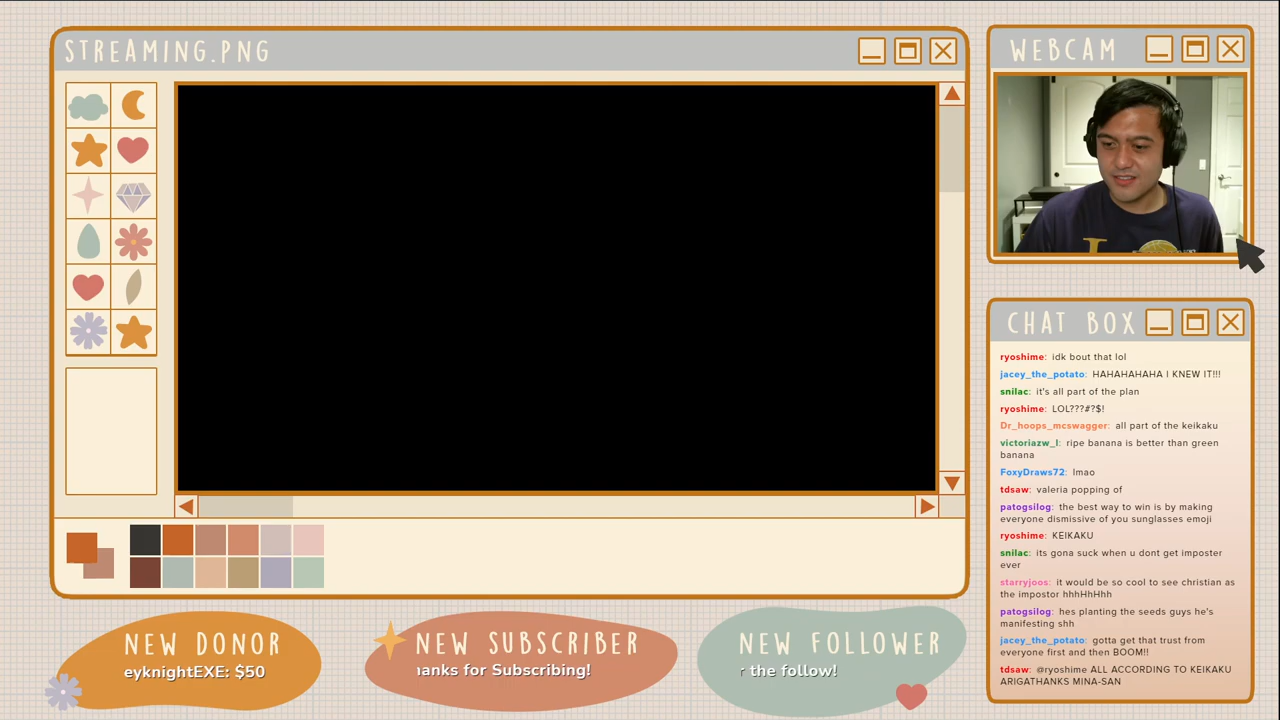 STREAMING.PNG
WEBCAM
CHAT BOX
ryoshime: idk bout that lol
jacey_the_potato: HAHAHAHAHA I KNEW IT!!!
snilac: it's all part of the plan
ryoshime: LOL???#?$!
Dr_hoops_mcswagger: all part of the keikaku
victoriazw_l: ripe banana is better than green
banana
FoxyDraws72: lmao
tdsaw: valeria popping of
patogsilog: the best way to win is by making
everyone dismissive of you sunglasses emoji
ryoshime: KEIKAKU
snilac: its gona suck when u dont get imposter
ever
starryjoos: it would be so cool to see christian as
the impostor hhhHhHhh
patogsilog: hes planting the seeds guys he's
manifesting shh
jacey_the_potato: gotta get that trust from
everyone first and then BOOM!!
tdsaw: @ryoshime ALL ACCORDING TO KEIKAKU
ARIGATHANKS MINA-SAN
NEW DONOR
eyknightEXE: $50
NEW SUBSCRIBER
anks for Subscribing!
NEW FOLLOWER
r the follow!